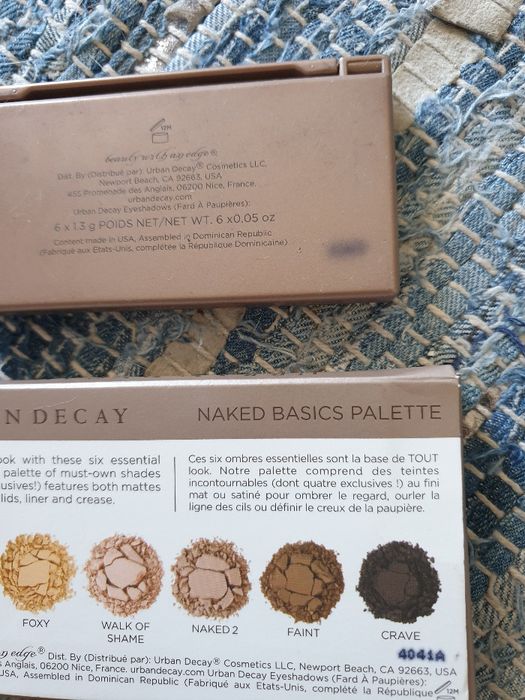 12M
beauty with an edge®
Dist. By (Distribué par): Urban Decay® Cosmetics LLC,
Newport Beach, CA 92663, USA
455 Promenade des Anglais, 06200 Nice, France.
urbandecay.com
Urban Decay Eyeshadows (Fard À Paupières):
6 x 1.3 g POIDS NET/NET WT. 6 x0.05 oz
Content made in USA, Assembled in Dominican Republic
(Fabriqué aux États-Unis, complétée la République Dominicaine)
N DECAY NAKED BASICS PALETTE
ook with these six essential
palette of must-own shades
usives!) features both mattes
lids, liner and crease.
Ces six ombres essentielles sont la base de TOUT
look. Notre palette comprend des teintes
incontournables (dont quatre exclusives !) au fini
mat ou satiné pour ombrer le regard, ourler la
ligne des cils ou définir le creux de la paupière.
FOXY
WALK OF
SHAME
NAKED 2
FAINT
CRAVE
4041A
edge® Dist. By (Distribué par): Urban Decay® Cosmetics LLC, Newport Beach, CA 92663, USA
s Anglais, 06200 Nice, France. urbandecay.com Urban Decay Eyeshadows (Fard À Paupières):
USA, Assembled in Dominican Republic (Fabriqué aux États-Unis, complétée la République
12M